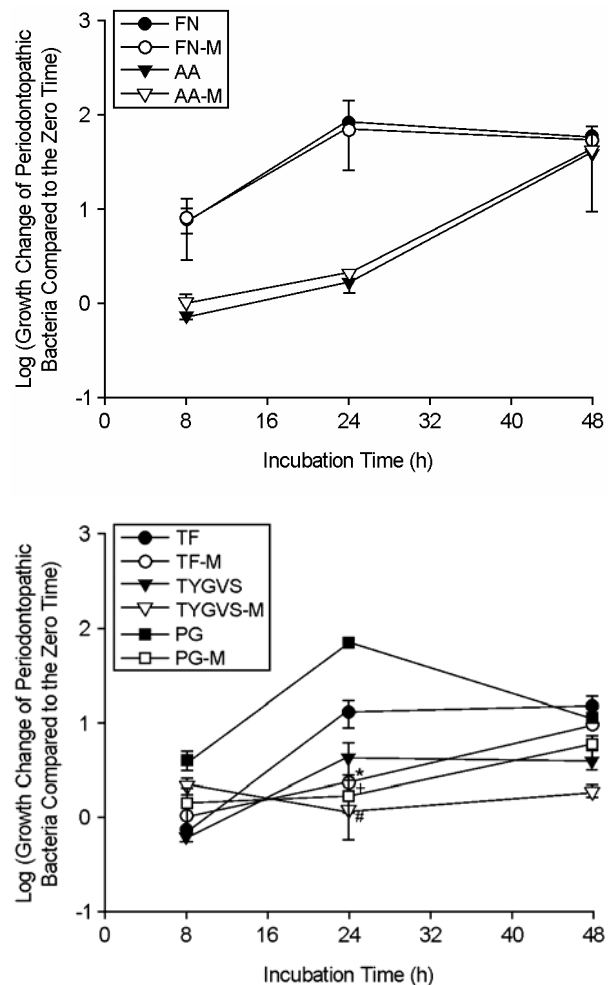 FN
FN-M
AA
AA-M
Log (Growth Change of Periodontopathic
Bacteria Compared to the Zero Time)
3
2
1
0
-1
0 8 16 24 32 40 48
Incubation Time (h)
TF
TF-M
TYGVS
TYGVS-M
PG
PG-M
Log (Growth Change of Periodontopathic
Bacteria Compared to the Zero Time)
3
2
1
0
-1
*
+
#
0 8 16 24 32 40 48
Incubation Time (h)